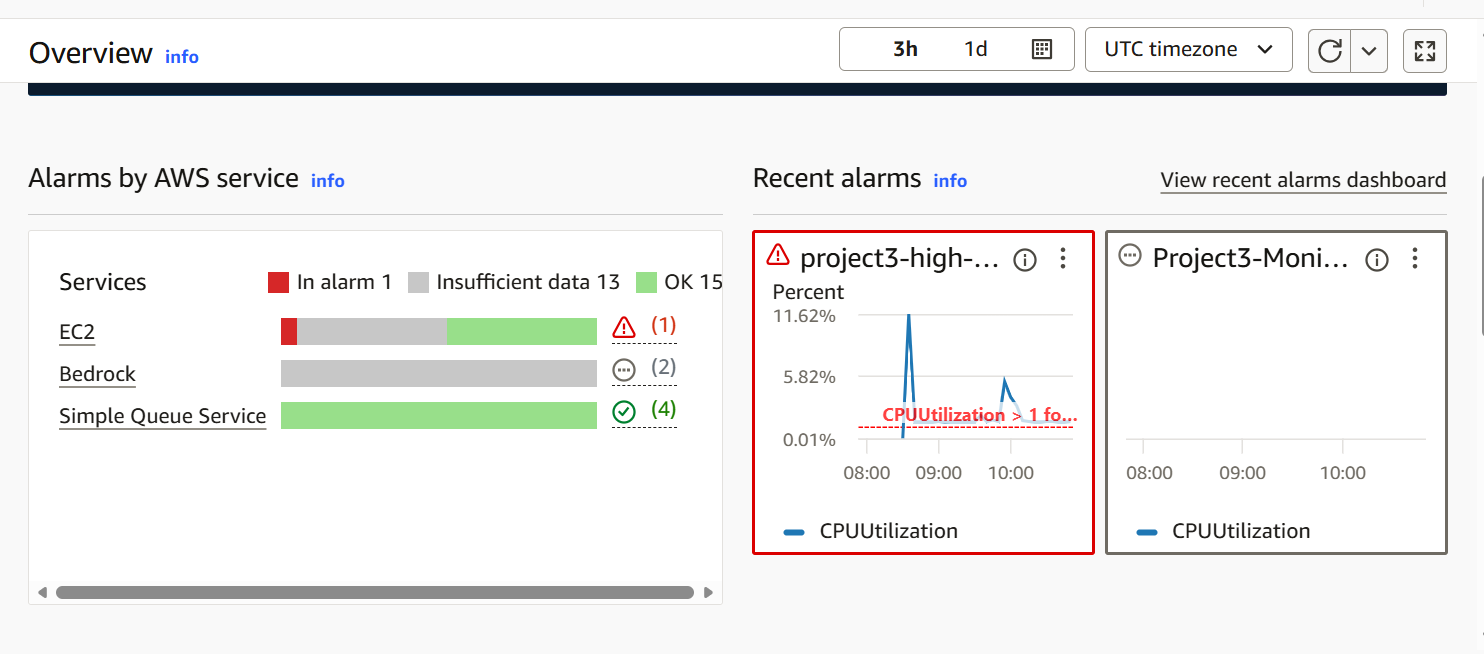 Overview info
3h 1d UTC timezone
Alarms by AWS service info
Services In alarm 1 Insufficient data 13 OK 15
EC2 (1)
Bedrock (2)
Simple Queue Service (4)
Recent alarms info
View recent alarms dashboard
project3-high-...
Percent
11.62%
5.82%
0.01%
CPUUtilization > 1 fo...
08:00 09:00 10:00
CPUUtilization
Project3-Moni...
08:00 09:00 10:00
CPUUtilization